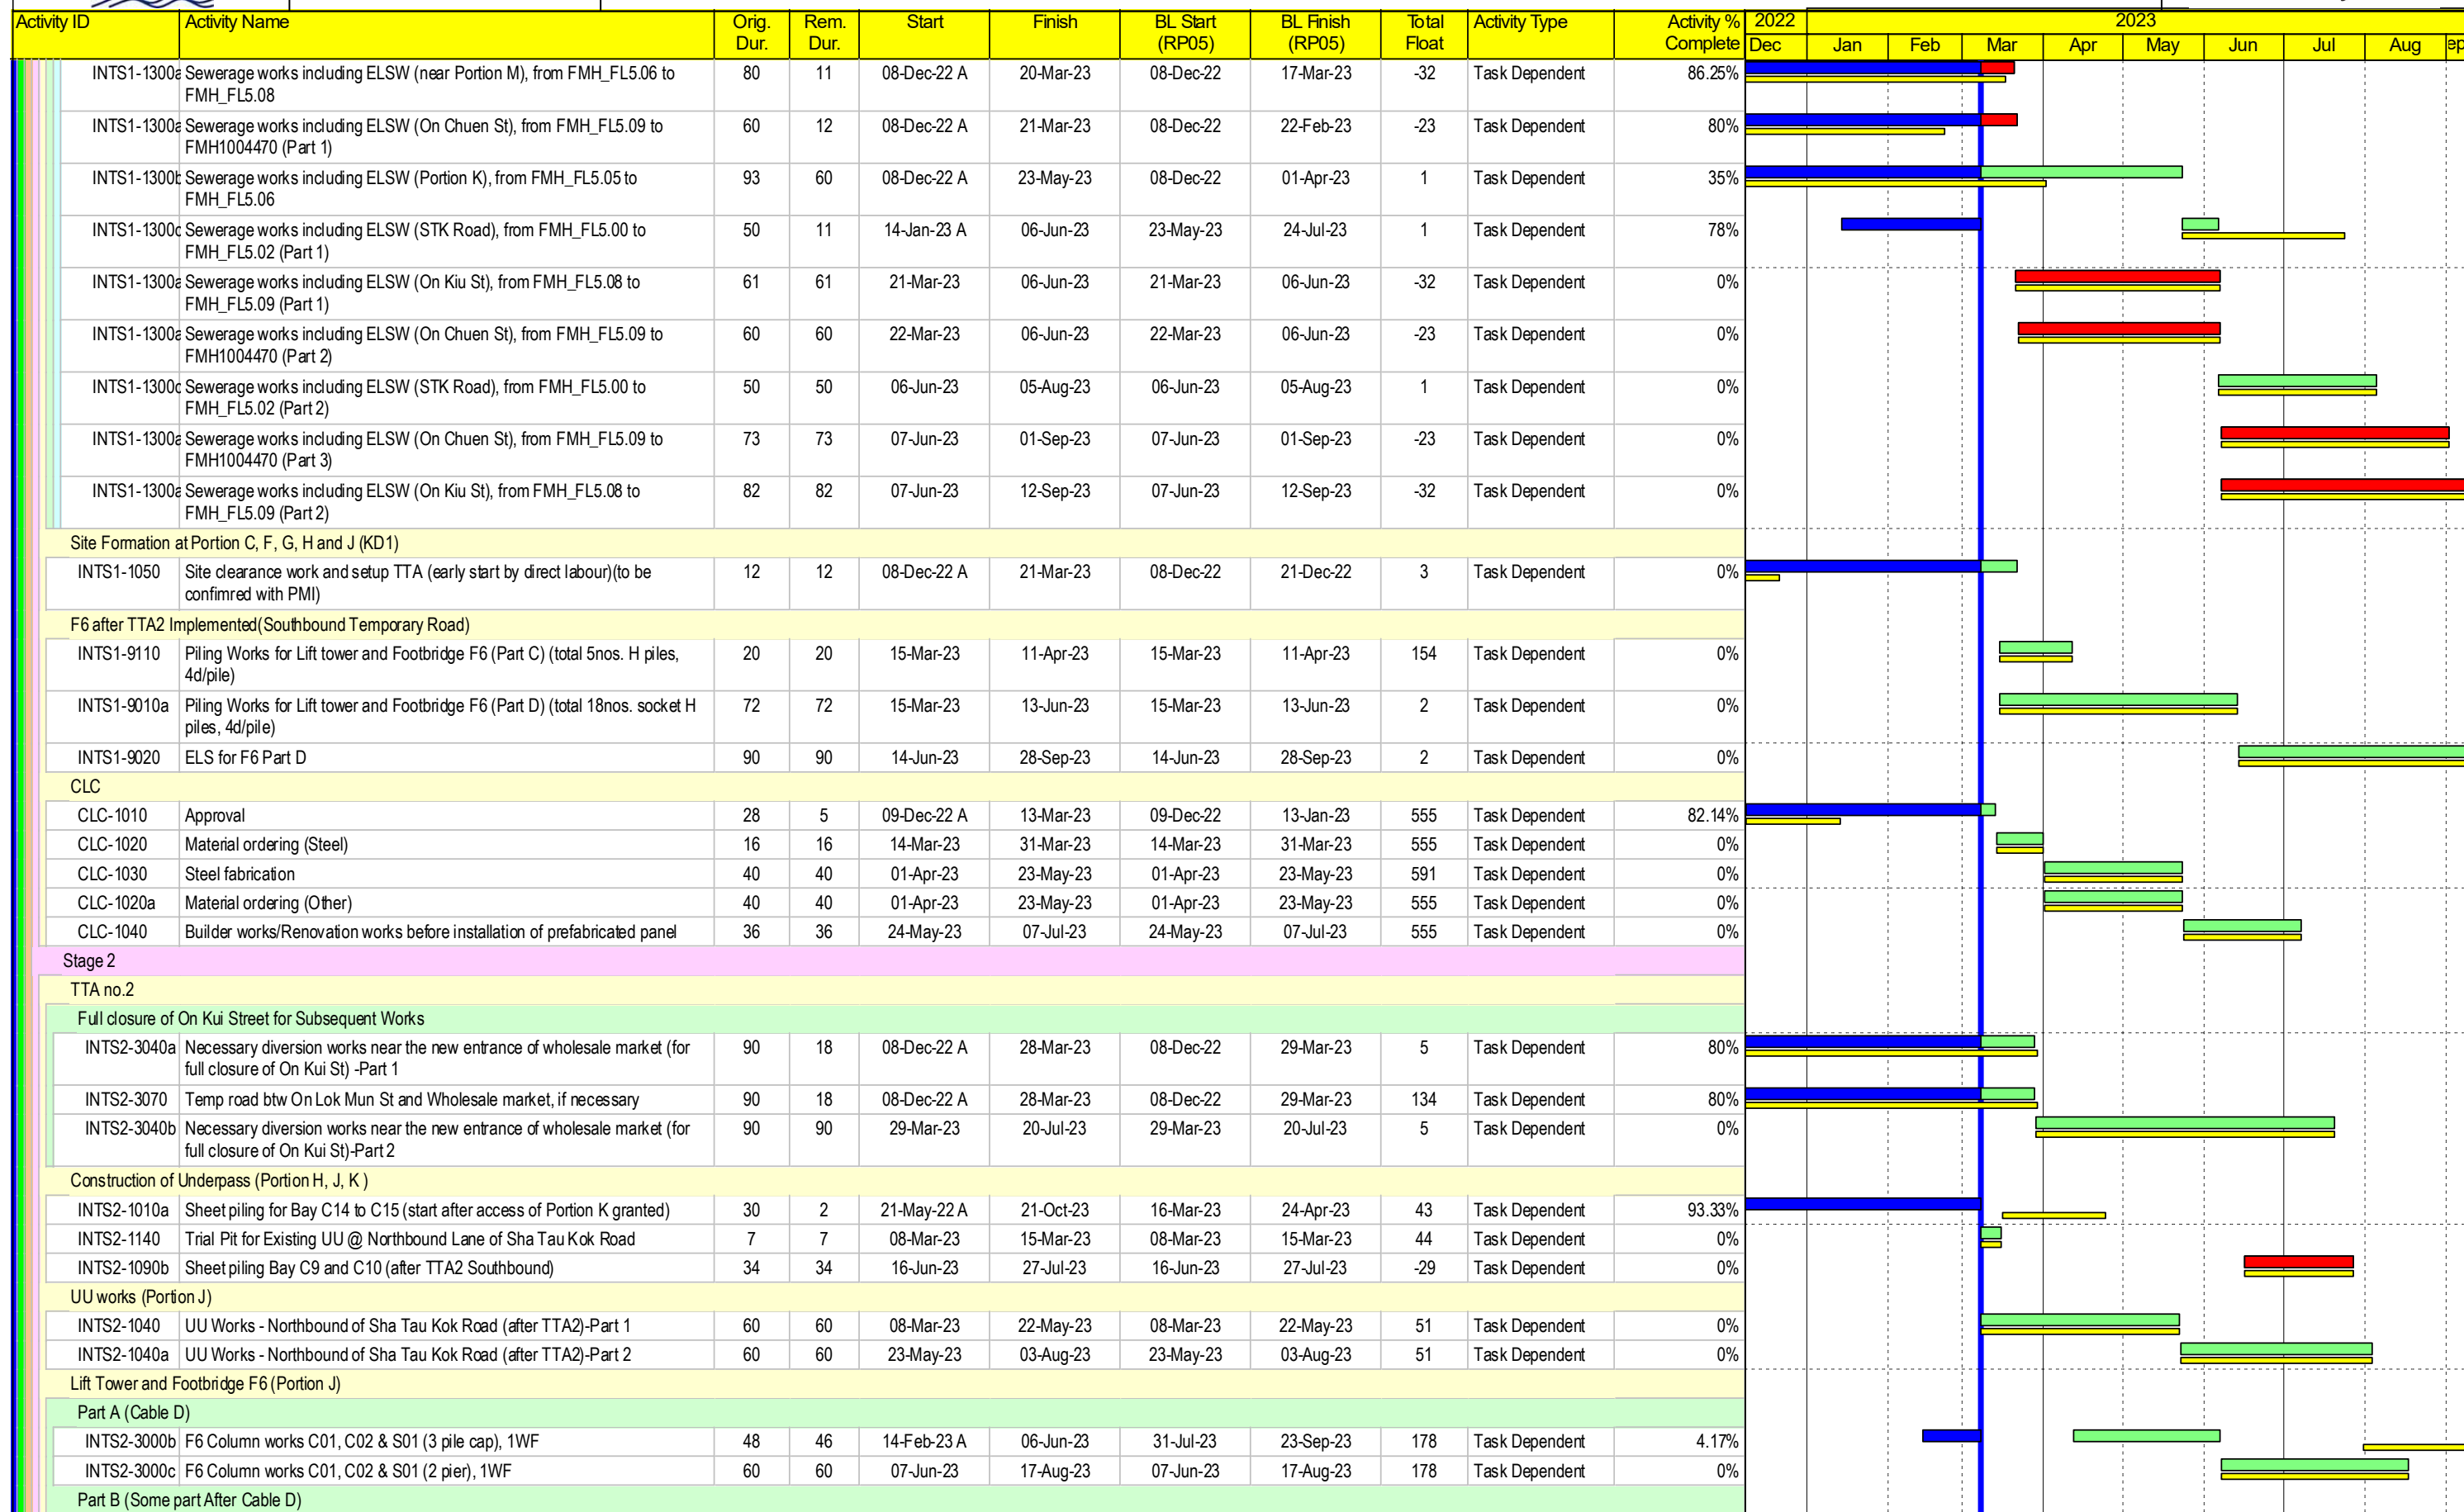 Activity ID Activity Name Orig. Dur. Rem. Dur. Start Finish BL Start (RP05) BL Finish (RP05) Total Float Activity Type Activity % Complete 2022 2023
Dec Jan Feb Mar Apr May Jun Jul Aug ep
INTS1-1300a Sewerage works including ELSW (near Portion M), from FMH_FL5.06 to 80 11 08-Dec-22 A 20-Mar-23 08-Dec-22 17-Mar-23 -32 Task Dependent 86.25%
FMH_FL5.08
INTS1-1300a Sewerage works including ELSW (On Chuen St), from FMH_FL5.09 to 60 12 08-Dec-22 A 21-Mar-23 08-Dec-22 22-Feb-23 -23 Task Dependent 80%
FMH1004470 (Part 1)
INTS1-1300b Sewerage works including ELSW (Portion K), from FMH_FL5.05 to 93 60 08-Dec-22 A 23-May-23 08-Dec-22 01-Apr-23 1 Task Dependent 35%
FMH_FL5.06
INTS1-1300c Sewerage works including ELSW (STK Road), from FMH_FL5.00 to 50 11 14-Jan-23 A 06-Jun-23 23-May-23 24-Jul-23 1 Task Dependent 78%
FMH_FL5.02 (Part 1)
INTS1-1300a Sewerage works including ELSW (On Kiu St), from FMH_FL5.08 to 61 61 21-Mar-23 06-Jun-23 21-Mar-23 06-Jun-23 -32 Task Dependent 0%
FMH_FL5.09 (Part 1)
INTS1-1300a Sewerage works including ELSW (On Chuen St), from FMH_FL5.09 to 60 60 22-Mar-23 06-Jun-23 22-Mar-23 06-Jun-23 -23 Task Dependent 0%
FMH1004470 (Part 2)
INTS1-1300c Sewerage works including ELSW (STK Road), from FMH_FL5.00 to 50 50 06-Jun-23 05-Aug-23 06-Jun-23 05-Aug-23 1 Task Dependent 0%
FMH_FL5.02 (Part 2)
INTS1-1300a Sewerage works including ELSW (On Chuen St), from FMH_FL5.09 to 73 73 07-Jun-23 01-Sep-23 07-Jun-23 01-Sep-23 -23 Task Dependent 0%
FMH1004470 (Part 3)
INTS1-1300a Sewerage works including ELSW (On Kiu St), from FMH_FL5.08 to 82 82 07-Jun-23 12-Sep-23 07-Jun-23 12-Sep-23 -32 Task Dependent 0%
FMH_FL5.09 (Part 2)
Site Formation at Portion C, F, G, H and J (KD1)
INTS1-1050 Site clearance work and setup TTA (early start by direct labour)(to be 12 12 08-Dec-22 A 21-Mar-23 08-Dec-22 21-Dec-22 3 Task Dependent 0%
confimred with PMI)
F6 after TTA2 Implemented(Southbound Temporary Road)
INTS1-9110 Piling Works for Lift tower and Footbridge F6 (Part C) (total 5nos. H piles, 20 20 15-Mar-23 11-Apr-23 15-Mar-23 11-Apr-23 154 Task Dependent 0%
4d/pile)
INTS1-9010a Piling Works for Lift tower and Footbridge F6 (Part D) (total 18nos. socket H 72 72 15-Mar-23 13-Jun-23 15-Mar-23 13-Jun-23 2 Task Dependent 0%
piles, 4d/pile)
INTS1-9020 ELS for F6 Part D 90 90 14-Jun-23 28-Sep-23 14-Jun-23 28-Sep-23 2 Task Dependent 0%
CLC
CLC-1010 Approval 28 5 09-Dec-22 A 13-Mar-23 09-Dec-22 13-Jan-23 555 Task Dependent 82.14%
CLC-1020 Material ordering (Steel) 16 16 14-Mar-23 31-Mar-23 14-Mar-23 31-Mar-23 555 Task Dependent 0%
CLC-1030 Steel fabrication 40 40 01-Apr-23 23-May-23 01-Apr-23 23-May-23 591 Task Dependent 0%
CLC-1020a Material ordering (Other) 40 40 01-Apr-23 23-May-23 01-Apr-23 23-May-23 555 Task Dependent 0%
CLC-1040 Builder works/Renovation works before installation of prefabricated panel 36 36 24-May-23 07-Jul-23 24-May-23 07-Jul-23 555 Task Dependent 0%
Stage 2
TTA no.2
Full closure of On Kui Street for Subsequent Works
INTS2-3040a Necessary diversion works near the new entrance of wholesale market (for 90 18 08-Dec-22 A 28-Mar-23 08-Dec-22 29-Mar-23 5 Task Dependent 80%
full closure of On Kui St) -Part 1
INTS2-3070 Temp road btw On Lok Mun St and Wholesale market, if necessary 90 18 08-Dec-22 A 28-Mar-23 08-Dec-22 29-Mar-23 134 Task Dependent 80%
INTS2-3040b Necessary diversion works near the new entrance of wholesale market (for 90 90 29-Mar-23 20-Jul-23 29-Mar-23 20-Jul-23 5 Task Dependent 0%
full closure of On Kui St)-Part 2
Construction of Underpass (Portion H, J, K )
INTS2-1010a Sheet piling for Bay C14 to C15 (start after access of Portion K granted) 30 2 21-May-22 A 21-Oct-23 16-Mar-23 24-Apr-23 43 Task Dependent 93.33%
INTS2-1140 Trial Pit for Existing UU @ Northbound Lane of Sha Tau Kok Road 7 7 08-Mar-23 15-Mar-23 08-Mar-23 15-Mar-23 44 Task Dependent 0%
INTS2-1090b Sheet piling Bay C9 and C10 (after TTA2 Southbound) 34 34 16-Jun-23 27-Jul-23 16-Jun-23 27-Jul-23 -29 Task Dependent 0%
UU works (Portion J)
INTS2-1040 UU Works - Northbound of Sha Tau Kok Road (after TTA2)-Part 1 60 60 08-Mar-23 22-May-23 08-Mar-23 22-May-23 51 Task Dependent 0%
INTS2-1040a UU Works - Northbound of Sha Tau Kok Road (after TTA2)-Part 2 60 60 23-May-23 03-Aug-23 23-May-23 03-Aug-23 51 Task Dependent 0%
Lift Tower and Footbridge F6 (Portion J)
Part A (Cable D)
INTS2-3000b F6 Column works C01, C02 & S01 (3 pile cap), 1WF 48 46 14-Feb-23 A 06-Jun-23 31-Jul-23 23-Sep-23 178 Task Dependent 4.17%
INTS2-3000c F6 Column works C01, C02 & S01 (2 pier), 1WF 60 60 07-Jun-23 17-Aug-23 07-Jun-23 17-Aug-23 178 Task Dependent 0%
Part B (Some part After Cable D)